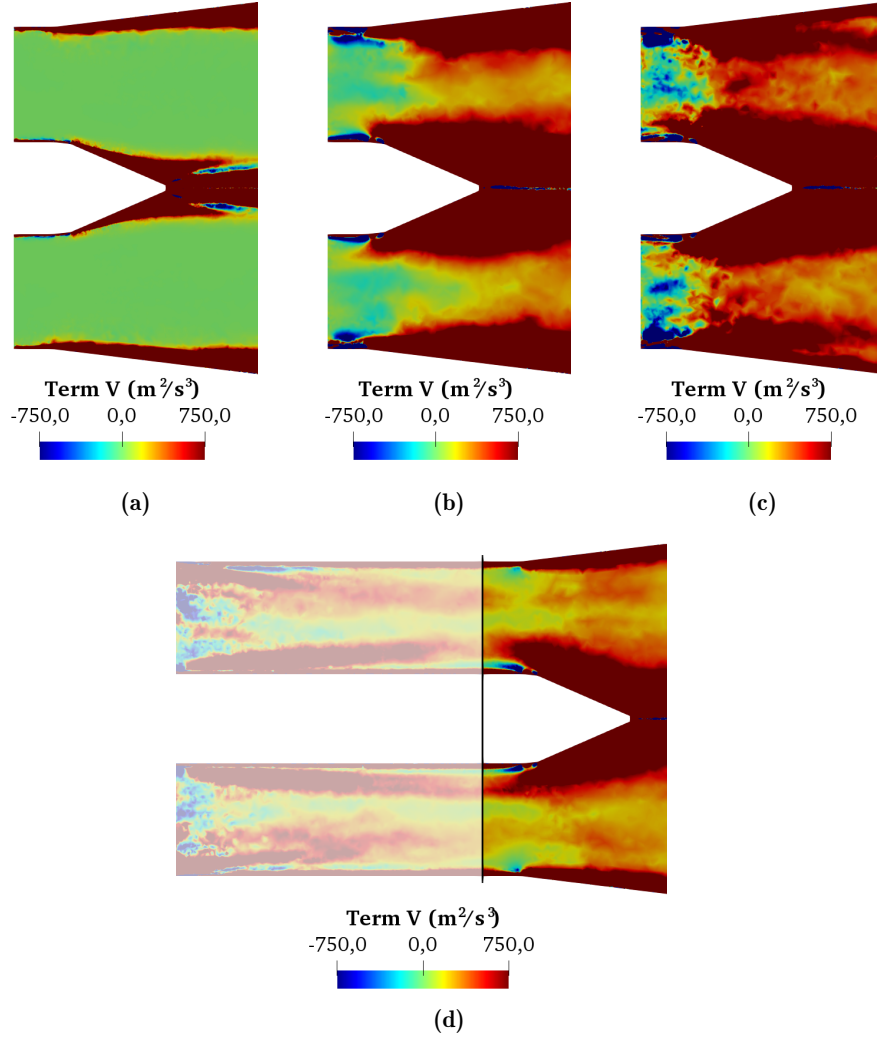 Term V (m²/s³) Term V (m²/s³) Term V (m²/s³)
-750,0 0,0 750,0 -750,0 0,0 750,0 -750,0 0,0 750,0
(a) (b) (c)
Term V (m²/s³)
-750,0 0,0 750,0
(d)